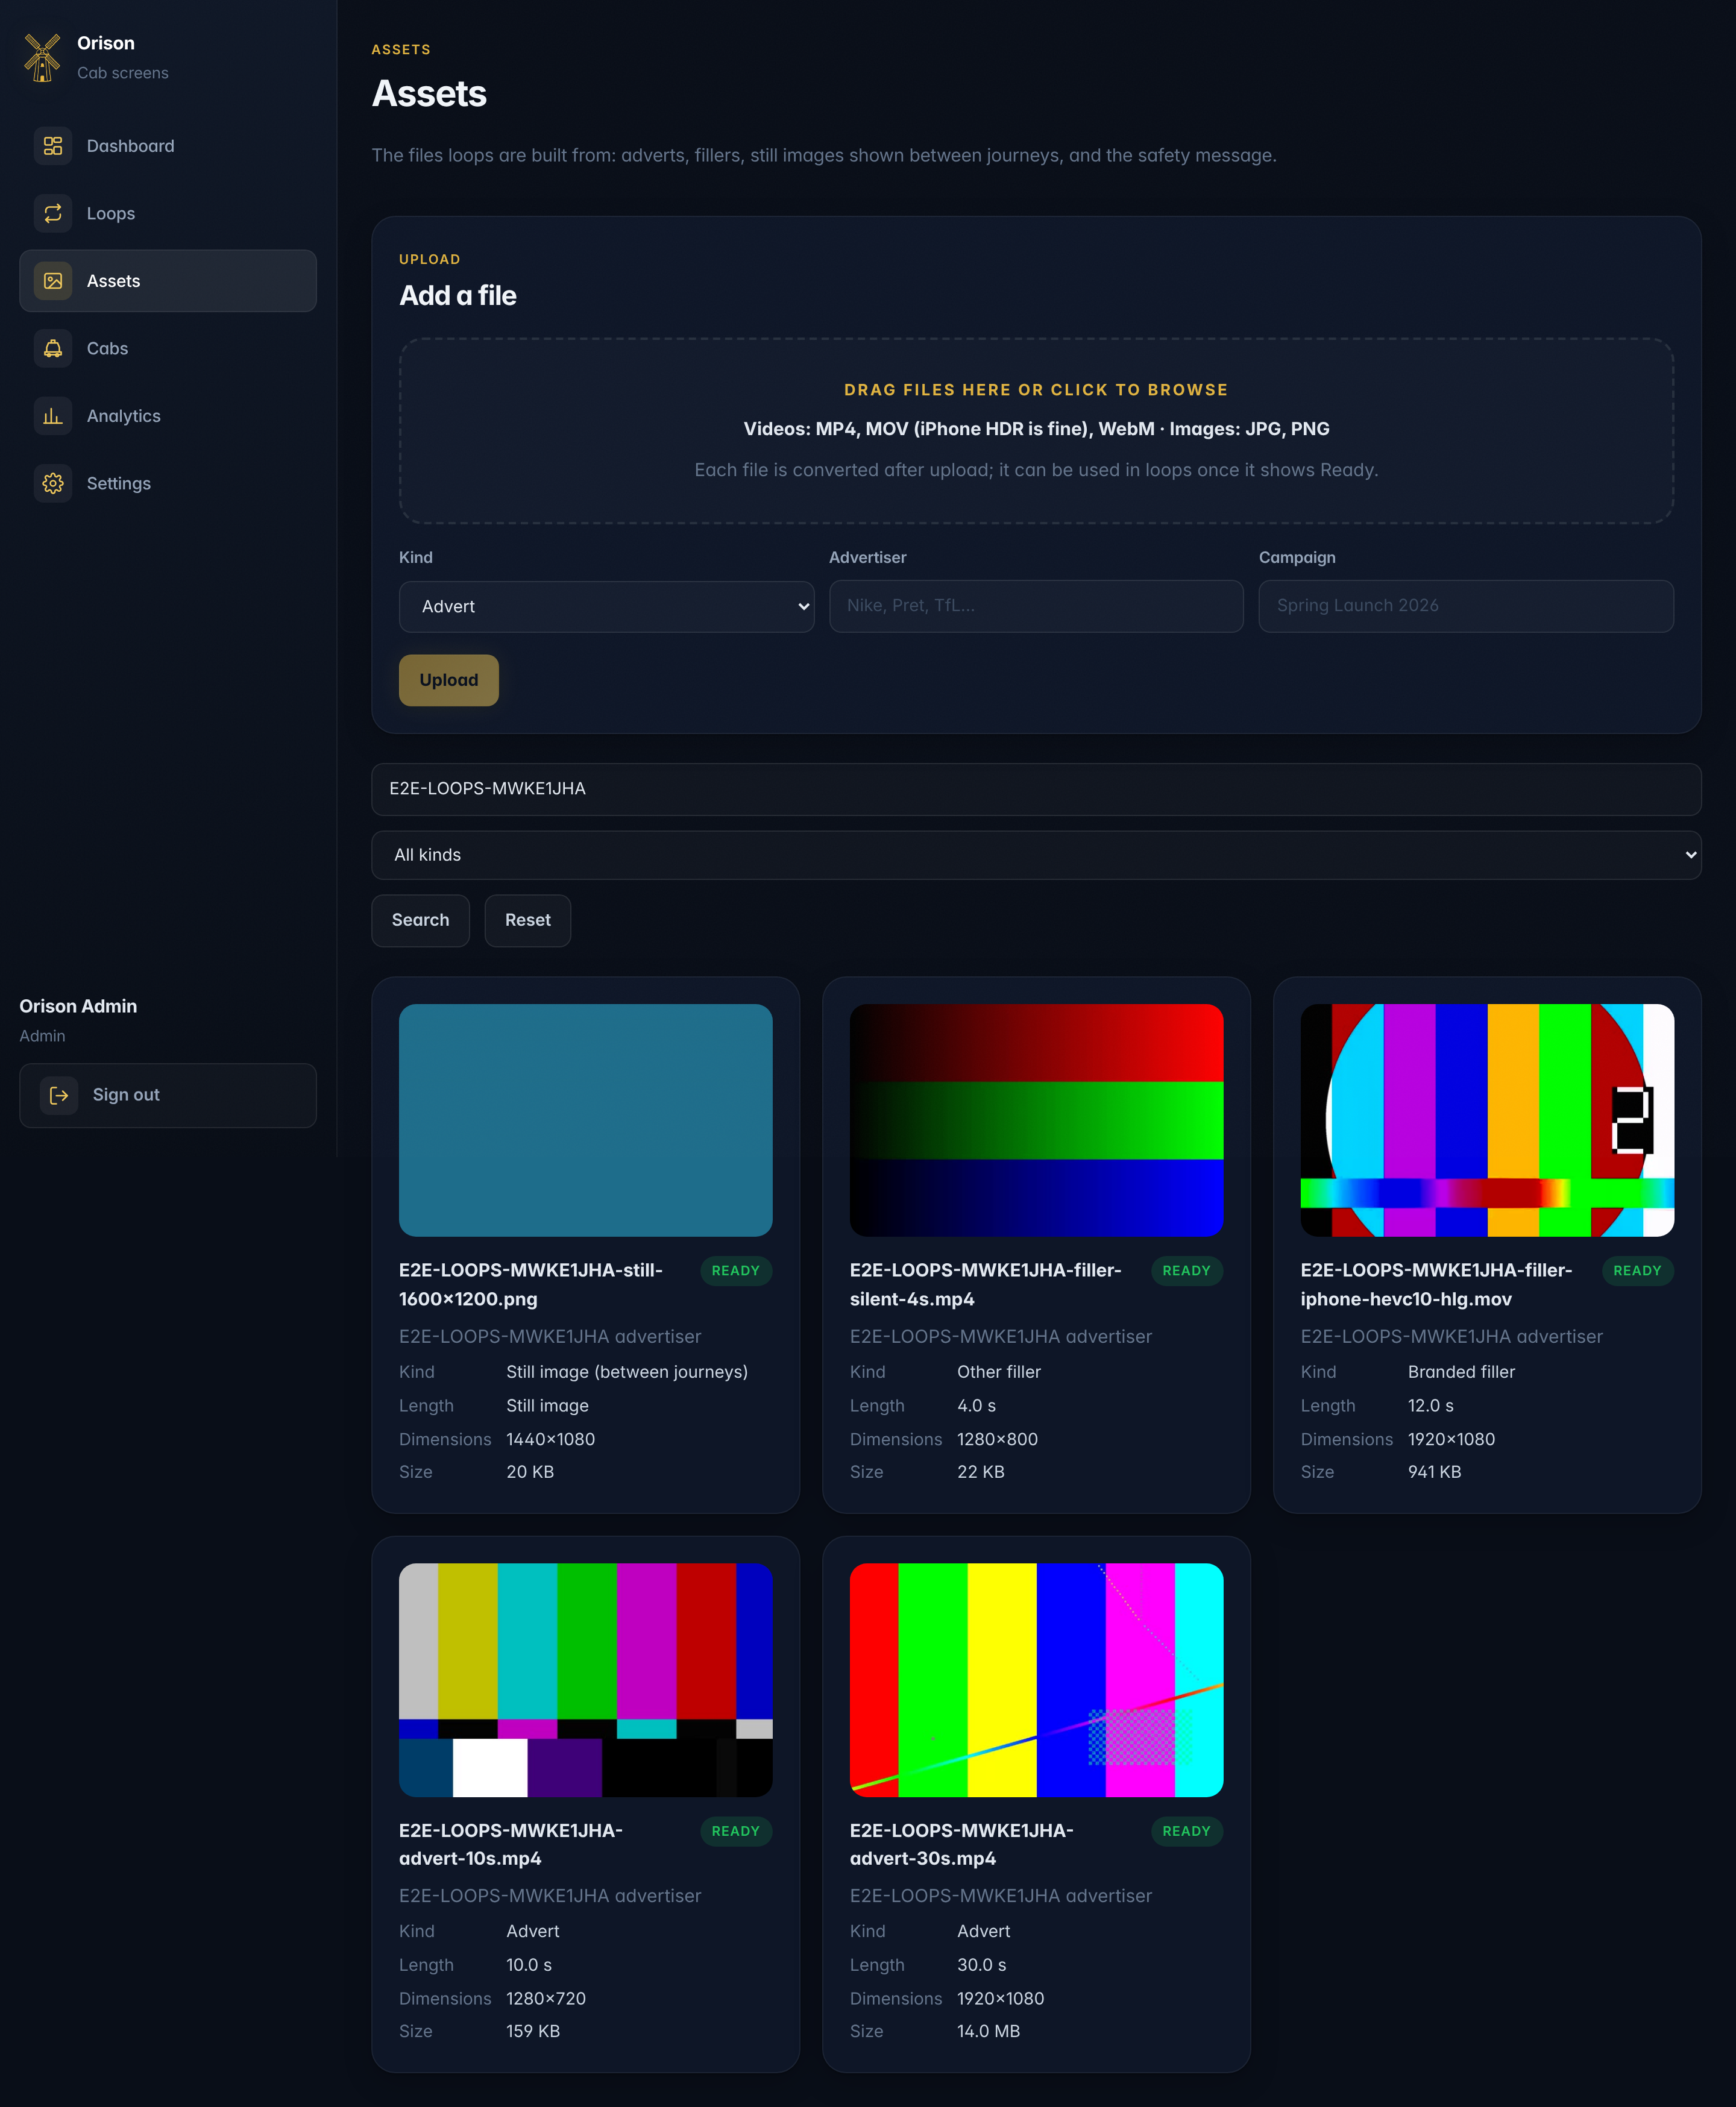 Orison
Cab screens
Dashboard
Loops
Assets
Cabs
Analytics
Settings
Orison Admin
Admin
Sign out
ASSETS
Assets
The files loops are built from: adverts, fillers, still images shown between journeys, and the safety message.
UPLOAD
Add a file
DRAG FILES HERE OR CLICK TO BROWSE
Videos: MP4, MOV (iPhone HDR is fine), WebM · Images: JPG, PNG
Each file is converted after upload; it can be used in loops once it shows Ready.
Kind
Advert
Advertiser
Nike, Pret, TfL...
Campaign
Spring Launch 2026
Upload
E2E-LOOPS-MWKE1JHA
All kinds
Search
Reset
E2E-LOOPS-MWKE1JHA-still-
1600×1200.png
READY
E2E-LOOPS-MWKE1JHA advertiser
Kind Still image (between journeys)
Length Still image
Dimensions 1440×1080
Size 20 KB
E2E-LOOPS-MWKE1JHA-filler-
silent-4s.mp4
READY
E2E-LOOPS-MWKE1JHA advertiser
Kind Other filler
Length 4.0 s
Dimensions 1280×800
Size 22 KB
2
E2E-LOOPS-MWKE1JHA-filler-
iphone-hevc10-hlg.mov
READY
E2E-LOOPS-MWKE1JHA advertiser
Kind Branded filler
Length 12.0 s
Dimensions 1920×1080
Size 941 KB
E2E-LOOPS-MWKE1JHA-
advert-10s.mp4
READY
E2E-LOOPS-MWKE1JHA advertiser
Kind Advert
Length 10.0 s
Dimensions 1280×720
Size 159 KB
E2E-LOOPS-MWKE1JHA-
advert-30s.mp4
READY
E2E-LOOPS-MWKE1JHA advertiser
Kind Advert
Length 30.0 s
Dimensions 1920×1080
Size 14.0 MB